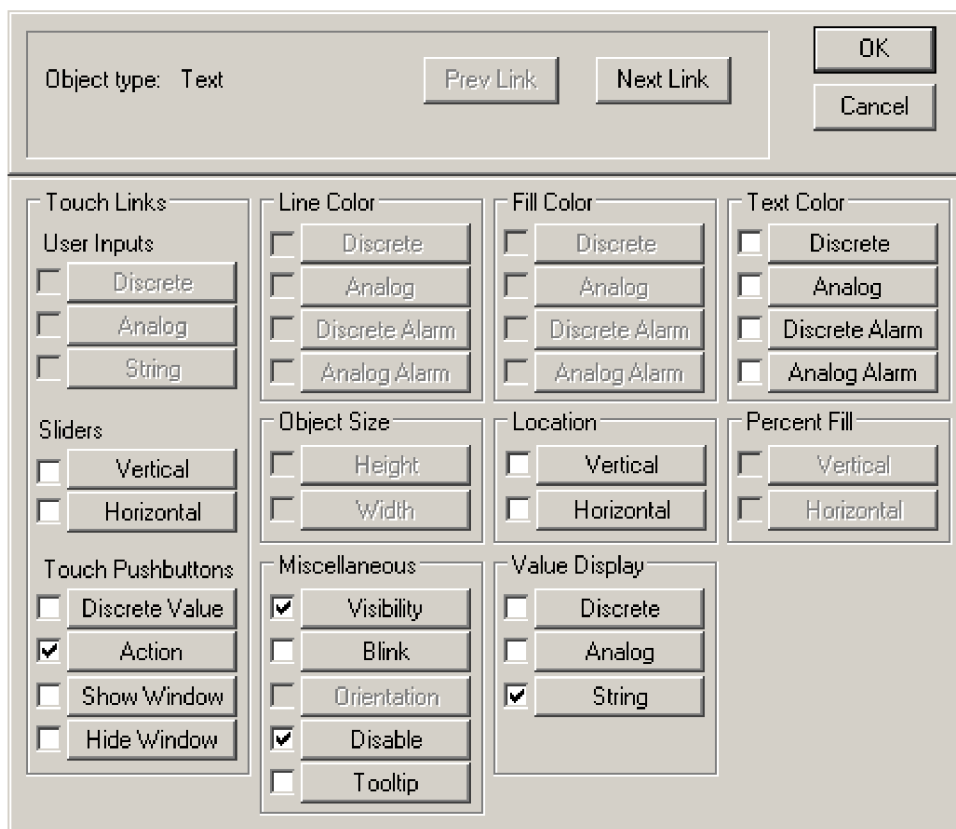 Object type: Text
Prev Link
Next Link
OK
Cancel
Touch Links
User Inputs
Discrete
Analog
String
Sliders
Vertical
Horizontal
Touch Pushbuttons
Discrete Value
Action
Show Window
Hide Window
Line Color
Discrete
Analog
Discrete Alarm
Analog Alarm
Object Size
Height
Width
Miscellaneous
Visibility
Blink
Orientation
Disable
Tooltip
Fill Color
Discrete
Analog
Discrete Alarm
Analog Alarm
Location
Vertical
Horizontal
Value Display
Discrete
Analog
String
Text Color
Discrete
Analog
Discrete Alarm
Analog Alarm
Percent Fill
Vertical
Horizontal